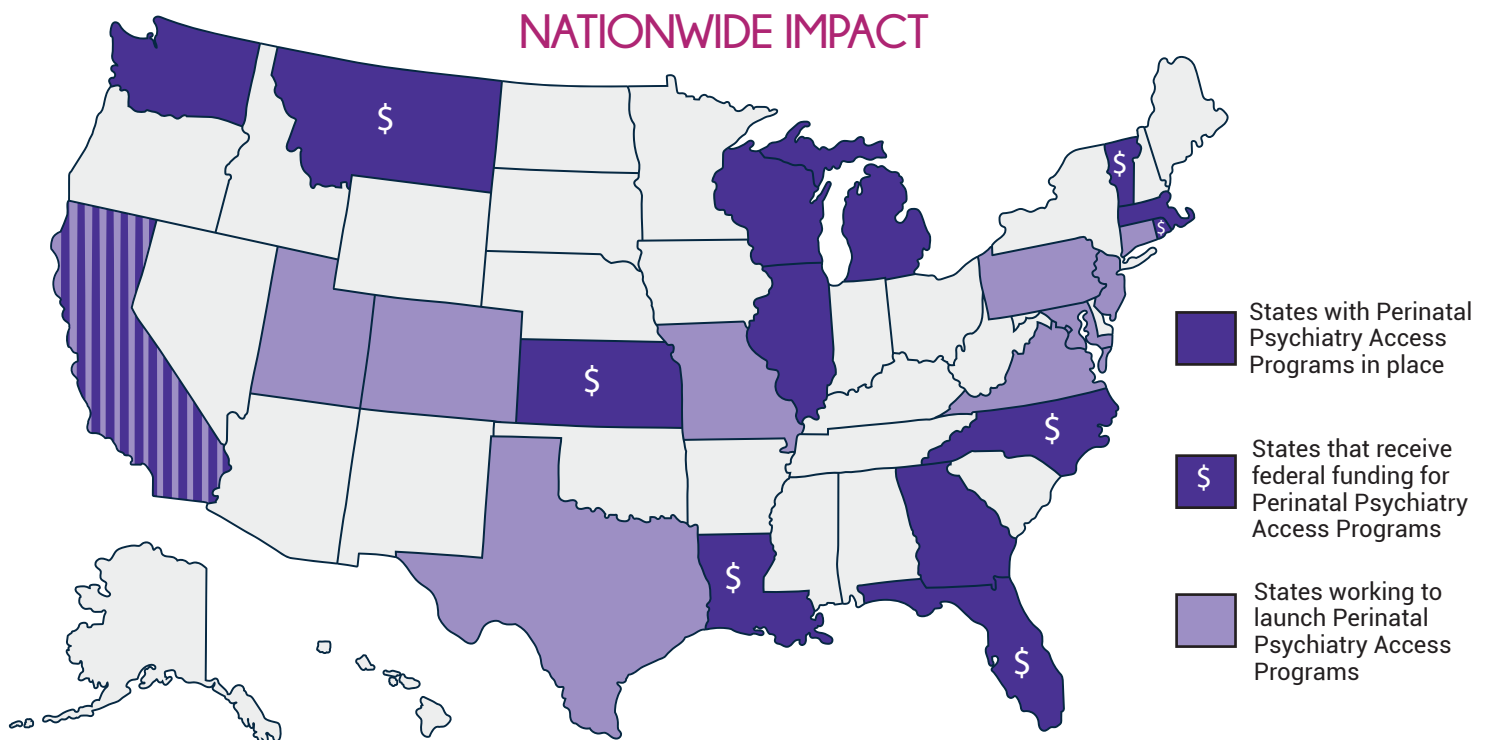 NATIONWIDE IMPACT
$
$
$
$
$
$
$
States with Perinatal
Psychiatry Access
Programs in place
$
States that receive
federal funding for
Perinatal Psychiatry
Access Programs
States working to
launch Perinatal
Psychiatry Access
Programs